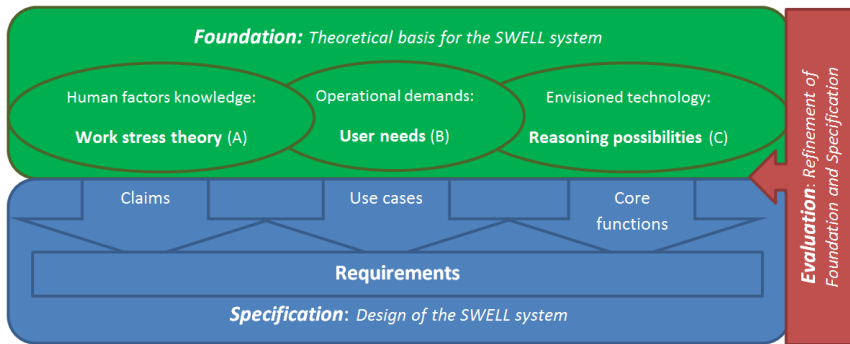 Foundation: Theoretical basis for the SWELL system
Human factors knowledge:
Work stress theory (A)
Operational demands:
User needs (B)
Envisioned technology:
Reasoning possibilities (C)
Claims
Use cases
Core
functions
Requirements
Specification: Design of the SWELL system
Evaluation: Refinement of
Foundation and Specification